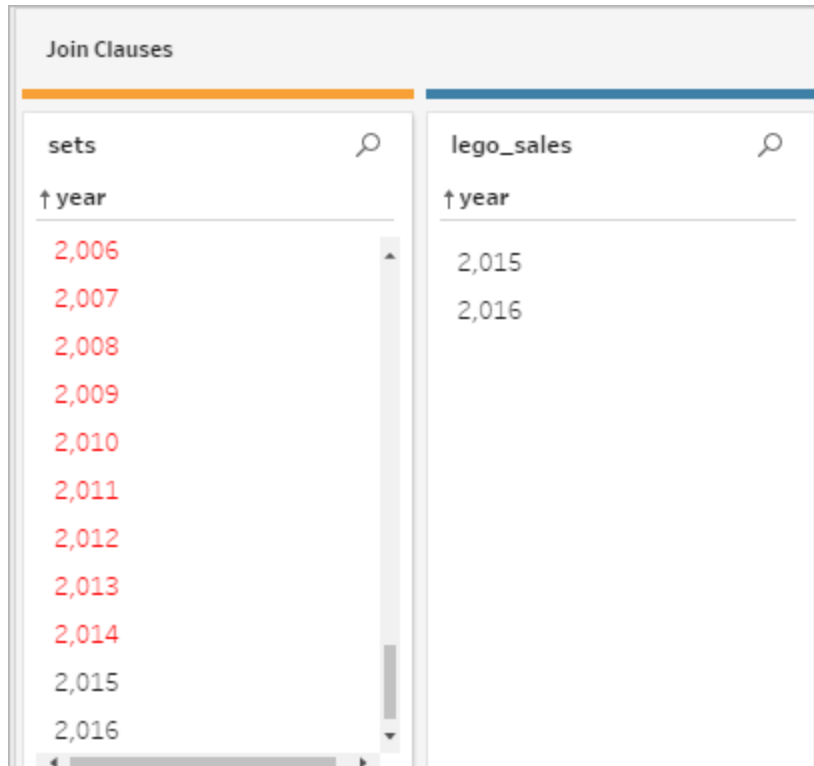 Join Clauses
sets
↑ year
2,006
2,007
2,008
2,009
2,010
2,011
2,012
2,013
2,014
2,015
2,016
lego_sales
↑ year
2,015
2,016